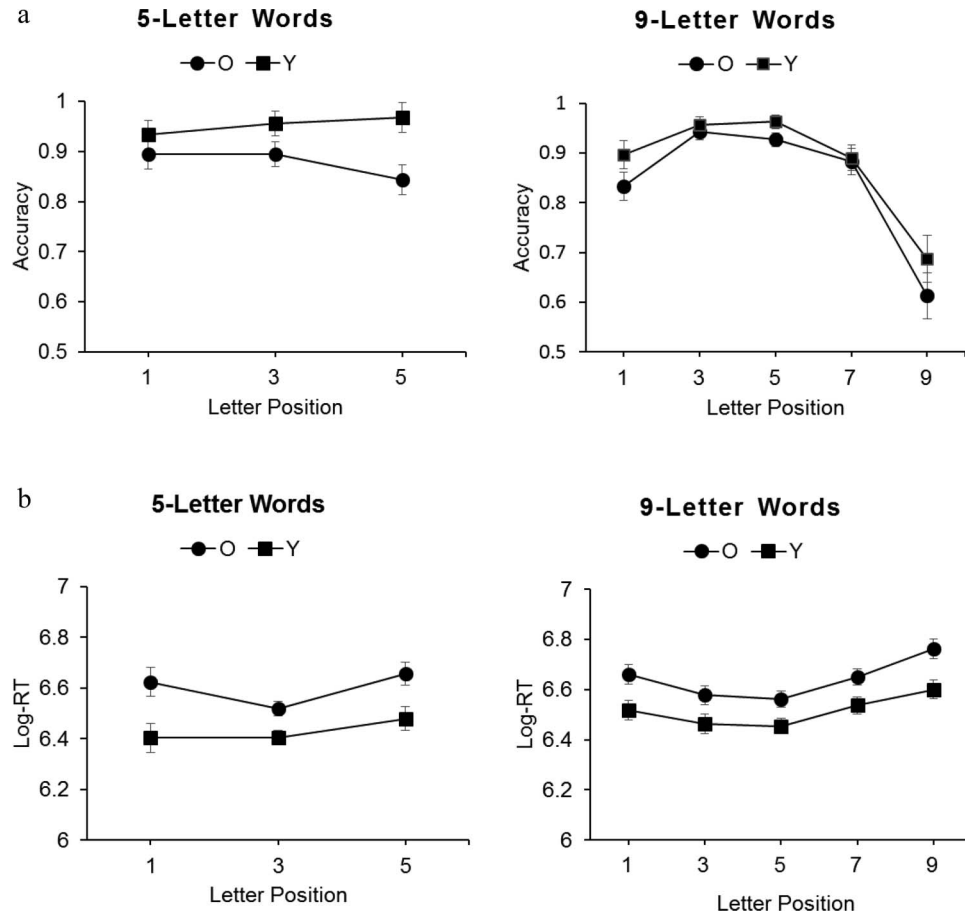 a
5-Letter Words
O Y
1
0.9
0.8
0.7
0.6
0.5
Accuracy
1 3 5
Letter Position
9-Letter Words
O Y
1
0.9
0.8
0.7
0.6
0.5
Accuracy
1 3 5 7 9
Letter Position
b
5-Letter Words
O Y
7
6.8
6.6
6.4
6.2
6
Log-RT
1 3 5
Letter Position
9-Letter Words
O Y
7
6.8
6.6
6.4
6.2
6
Log-RT
1 3 5 7 9
Letter Position